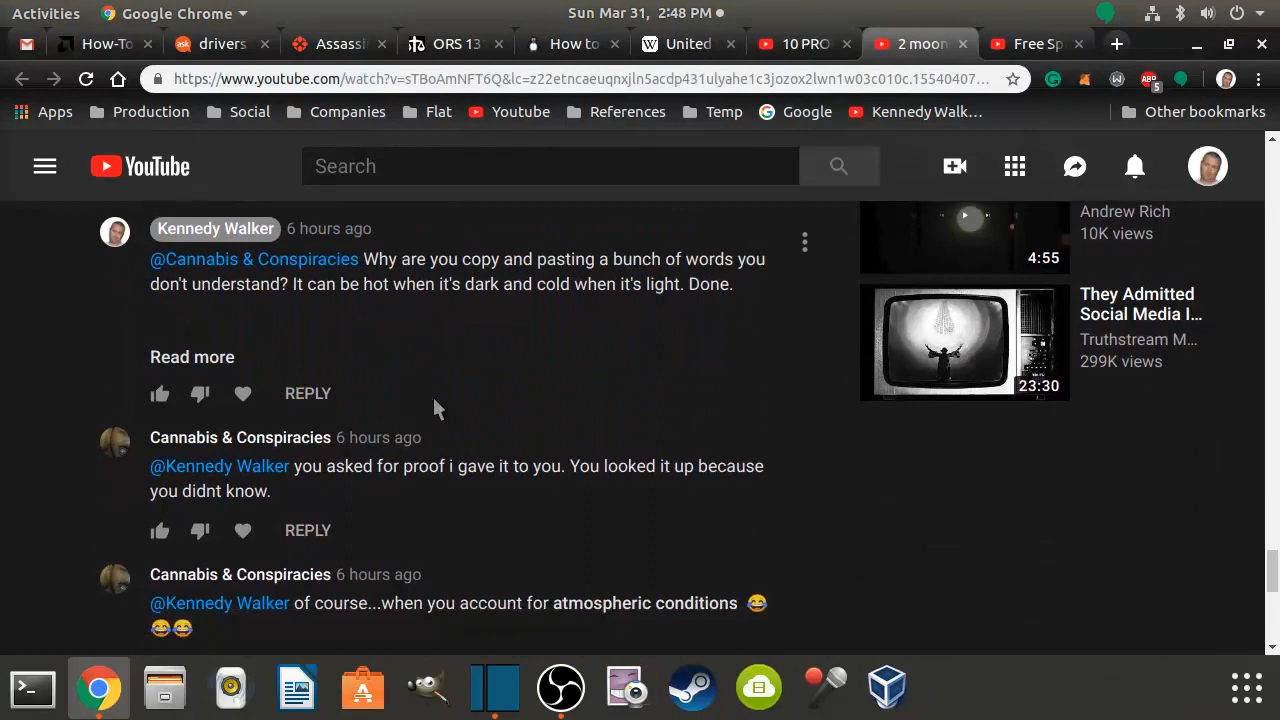 Activities
Google Chrome
Sun Mar 31, 2:48 PM
How-To
drivers
Assassi
ORS 13
How to
United
10 PRO
2 moon
Free Sp
https://www.youtube.com/watch?v=sTBoAmNFT6Q&lc=z22etncaeuqnxjln5acdp431ulyahe1c3jozox2lwn1w03c010c.15540407...
ABP
5
Apps
Production
Social
Companies
Flat
Youtube
References
Temp
Google
Kennedy Walk...
Other bookmarks
YouTube
Search
Kennedy Walker 6 hours ago
@Cannabis & Conspiracies Why are you copy and pasting a bunch of words you
don't understand? It can be hot when it's dark and cold when it's light. Done.
Read more
REPLY
Cannabis & Conspiracies 6 hours ago
@Kennedy Walker you asked for proof i gave it to you. You looked it up because
you didnt know.
REPLY
Cannabis & Conspiracies 6 hours ago
@Kennedy Walker of course...when you account for atmospheric conditions 😂
😂😂
Andrew Rich
10K views
4:55
They Admitted
Social Media I...
Truthstream M...
299K views
23:30